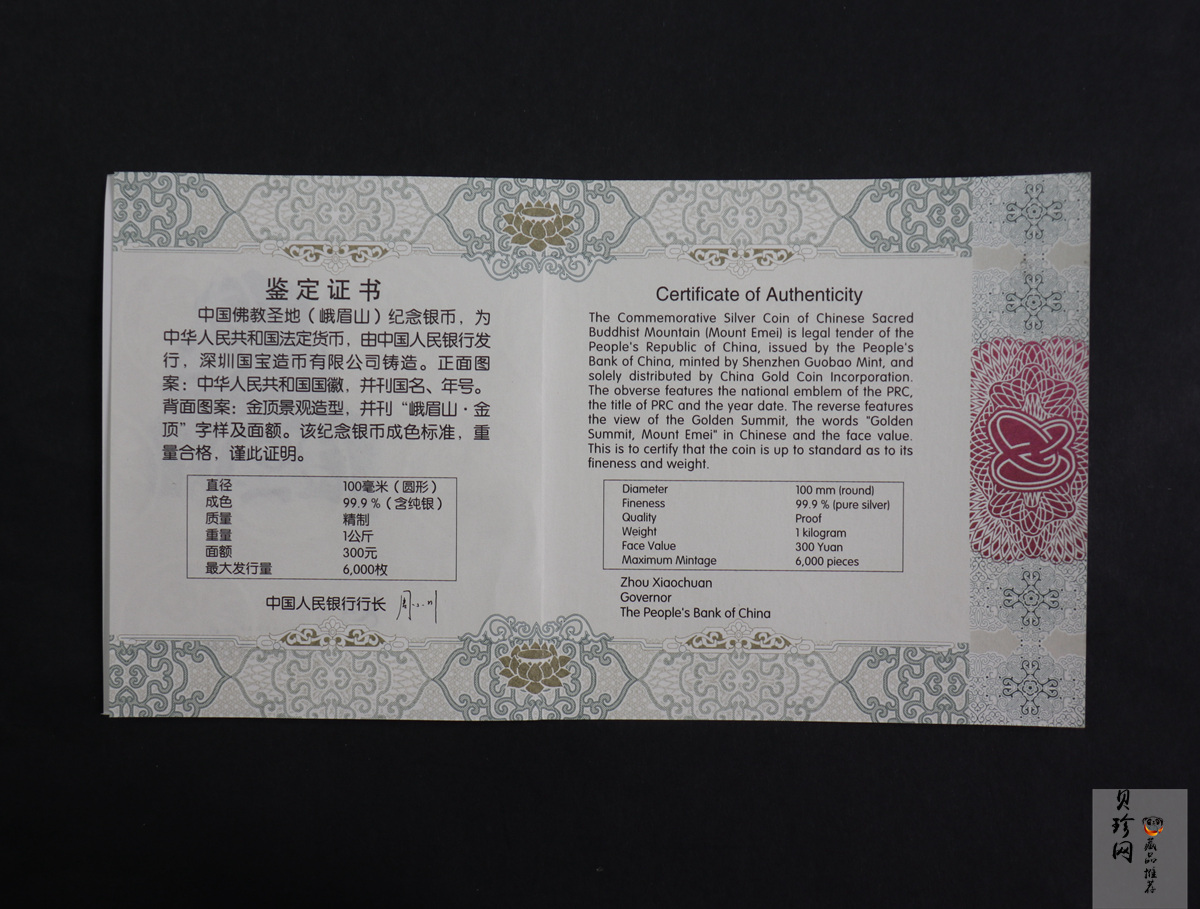 鉴定证书
中国佛教圣地（峨眉山）纪念银币，为
中华人民共和国法定货币，由中国人民银行发
行，深圳国宝造币有限公司铸造。正面图
案：中华人民共和国国徽，并刊国名、年号。
背面图案：金顶景观造型，并刊“峨眉山·金
顶”字样及面额。该纪念银币成色标准，重
量合格，谨此证明。
直径 100毫米（圆形）
成色 99.9 %（含纯银）
质量 精制
重量 1公斤
面额 300元
最大发行量 6,000枚
中国人民银行行长
Certificate of Authenticity
The Commemorative Silver Coin of Chinese Sacred
Buddhist Mountain (Mount Emei) is legal tender of the
People's Republic of China, issued by the People's
Bank of China, minted by Shenzhen Guobao Mint, and
solely distributed by China Gold Coin Incorporation.
The obverse features the national emblem of the PRC,
the title of PRC and the year date. The reverse features
the view of the Golden Summit, the words "Golden
Summit, Mount Emei" in Chinese and the face value.
This is to certify that the coin is up to standard as to its
fineness and weight.
Diameter 100 mm (round)
Fineness 99.9 % (pure silver)
Quality Proof
Weight 1 kilogram
Face Value 300 Yuan
Maximum Mintage 6,000 pieces
Zhou Xiaochuan
Governor
The People's Bank of China
贝珍网
藏品推荐